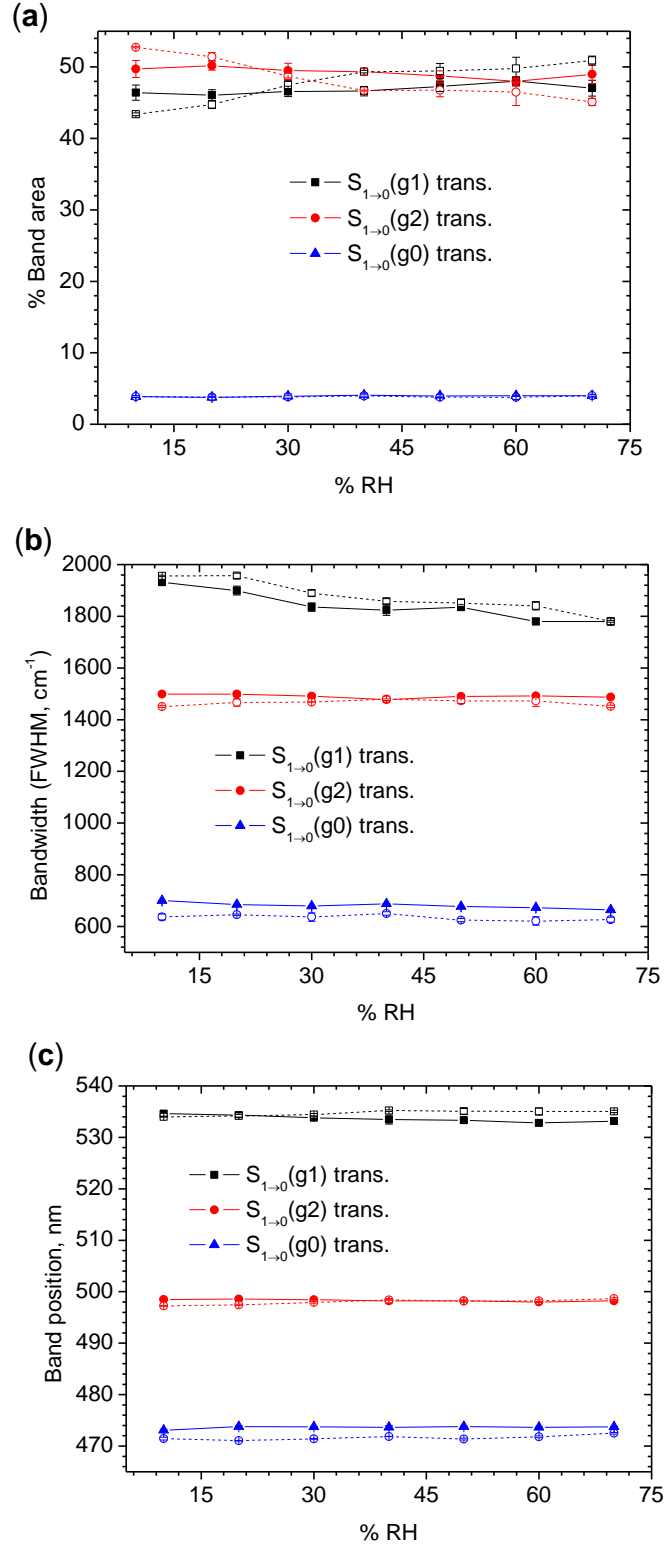 (a)
50
40
30
20
10
0
% Band area
S1→0(g1) trans.
S1→0(g2) trans.
S1→0(g0) trans.
15 30 45 60 75
% RH
(b)
2000
1800
1600
1400
1200
1000
800
600
Bandwidth (FWHM, cm-1)
S1→0(g1) trans.
S1→0(g2) trans.
S1→0(g0) trans.
15 30 45 60 75
% RH
(c)
540
530
520
510
500
490
480
470
Band position, nm
S1→0(g1) trans.
S1→0(g2) trans.
S1→0(g0) trans.
15 30 45 60 75
% RH